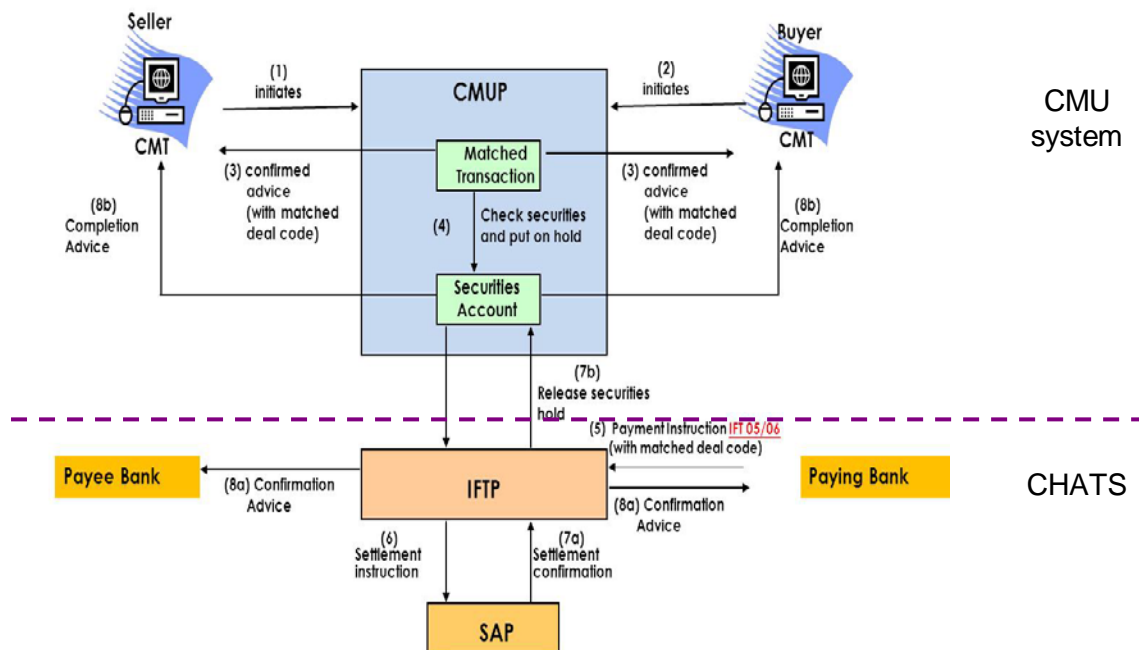 Seller
Buyer
(1)
initiates
(2)
initiates
CMUP
CMU
system
CMT
CMT
Matched
Transaction
(3) confirmed
advice
(with matched
deal code)
(3) confirmed
advice
(with matched
deal code)
(8b)
Completion
Advice
(4)
Check securities
and put on hold
(8b)
Completion
Advice
Securities
Account
(7b)
Release securities
hold
(5) Payment Instruction IFT 05/06
(with matched deal code)
Payee Bank
(8a) Confirmation
Advice
IFTP
(8a) Confirmation
Advice
Paying Bank
CHATS
(6)
Settlement
instruction
(7a)
Settlement
confirmation
SAP